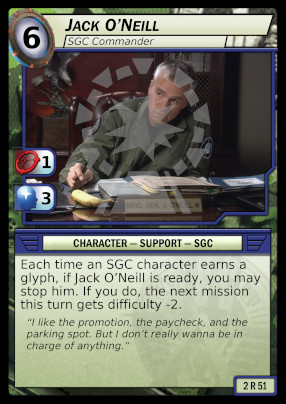 6
JACK O'NEILL
SGC COMMANDER
1
3
BRIG. GEN. J. O'NEILL
CHARACTER — SUPPORT — SGC
Each time an SGC character earns a
glyph, if Jack O'Neill is ready, you may
stop him. If you do, the next mission
this turn gets difficulty -2.
“I like the promotion, the paycheck, and the
parking spot. But I don't really wanna be in
charge of anything.”
2 R 51